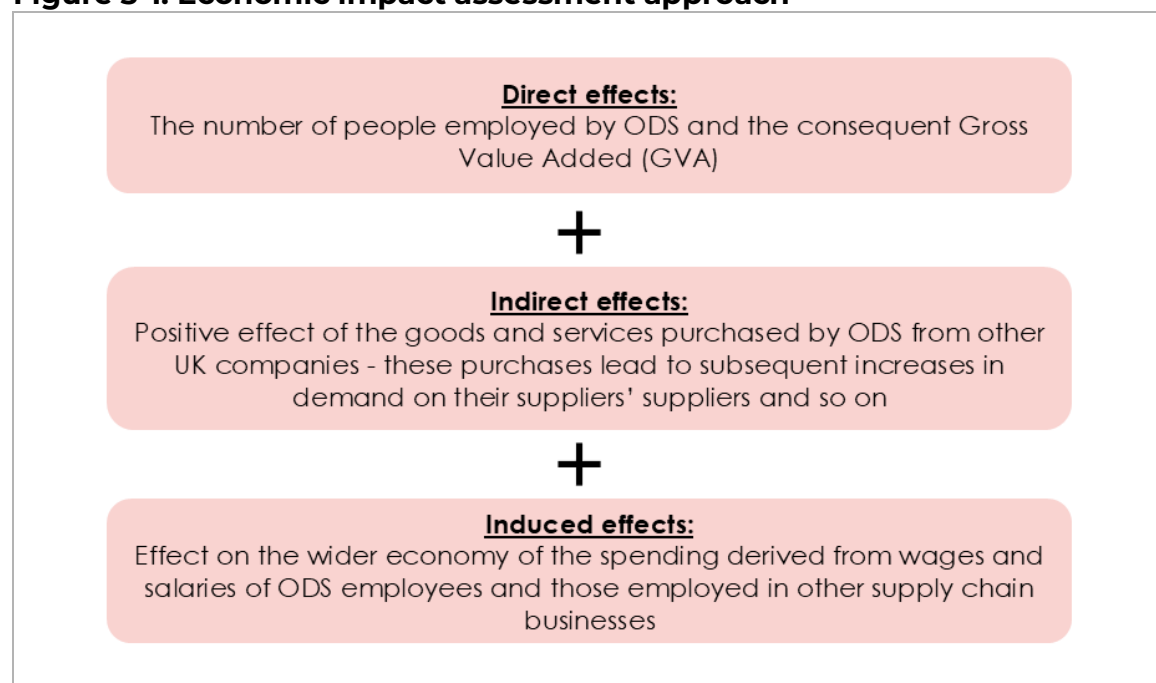 Figure 3-1: Economic impact assessment approach
Direct effects:
The number of people employed by ODS and the consequent Gross
Value Added (GVA)
+
Indirect effects:
Positive effect of the goods and services purchased by ODS from other
UK companies - these purchases lead to subsequent increases in
demand on their suppliers’ suppliers and so on
+
Induced effects:
Effect on the wider economy of the spending derived from wages and
salaries of ODS employees and those employed in other supply chain
businesses